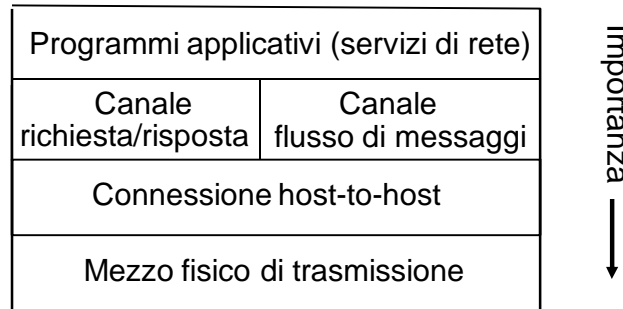 Programmi applicativi (servizi di rete)
Canale
richiesta/risposta
Canale
flusso di messaggi
Connessione host-to-host
Mezzo fisico di trasmissione
Importanza